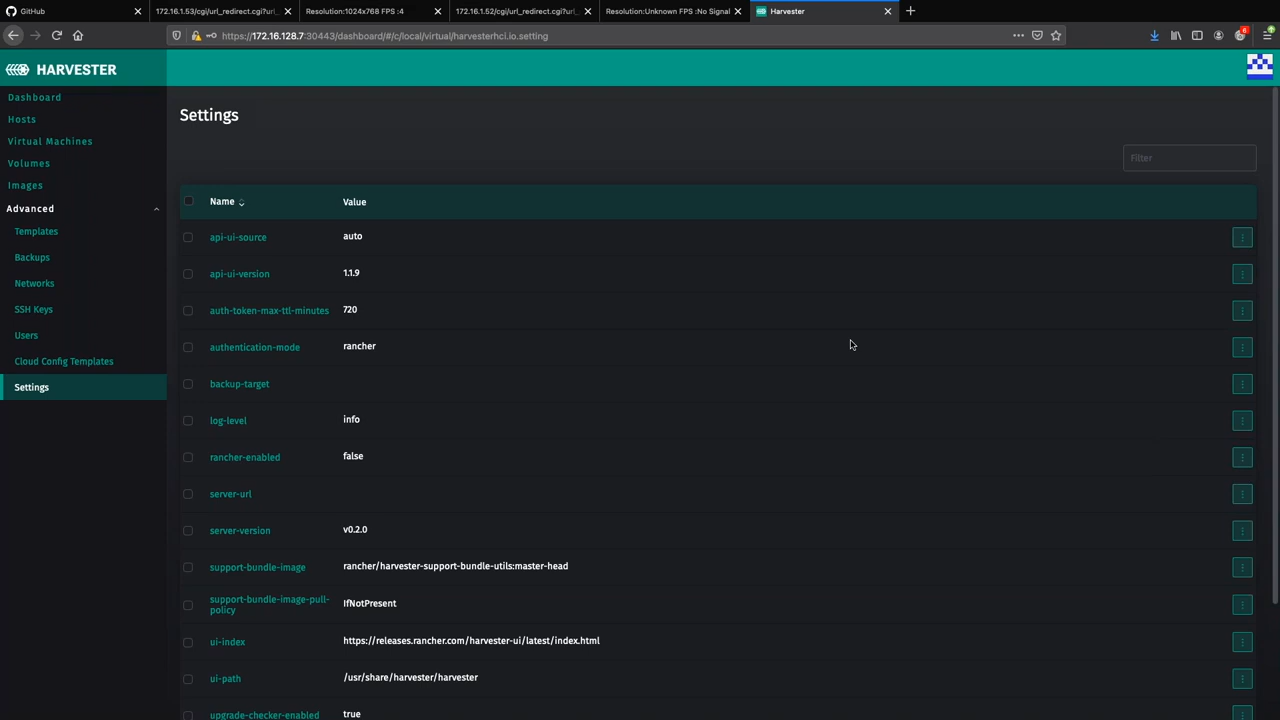 GitHub
172.16.1.53/cgi/url_redirect.cgi?url_
Resolution:1024x768 FPS :4
172.16.1.52/cgi/url_redirect.cgi?url_
Resolution:Unknown FPS :No Signal
Harvester
https://172.16.128.7:30443/dashboard/#/c/local/virtual/harvesterhci.io.setting
6
HARVESTER
Dashboard
Hosts
Virtual Machines
Volumes
Images
Advanced
Templates
Backups
Networks
SSH Keys
Users
Cloud Config Templates
Settings
Settings
Filter
Name Value
api-ui-source auto
api-ui-version 1.1.9
auth-token-max-ttl-minutes 720
authentication-mode rancher
backup-target
log-level info
rancher-enabled false
server-url
server-version v0.2.0
support-bundle-image rancher/harvester-support-bundle-utils:master-head
support-bundle-image-pull-
policy IfNotPresent
ui-index https://releases.rancher.com/harvester-ui/latest/index.html
ui-path /usr/share/harvester/harvester
upgrade-checker-enabled true